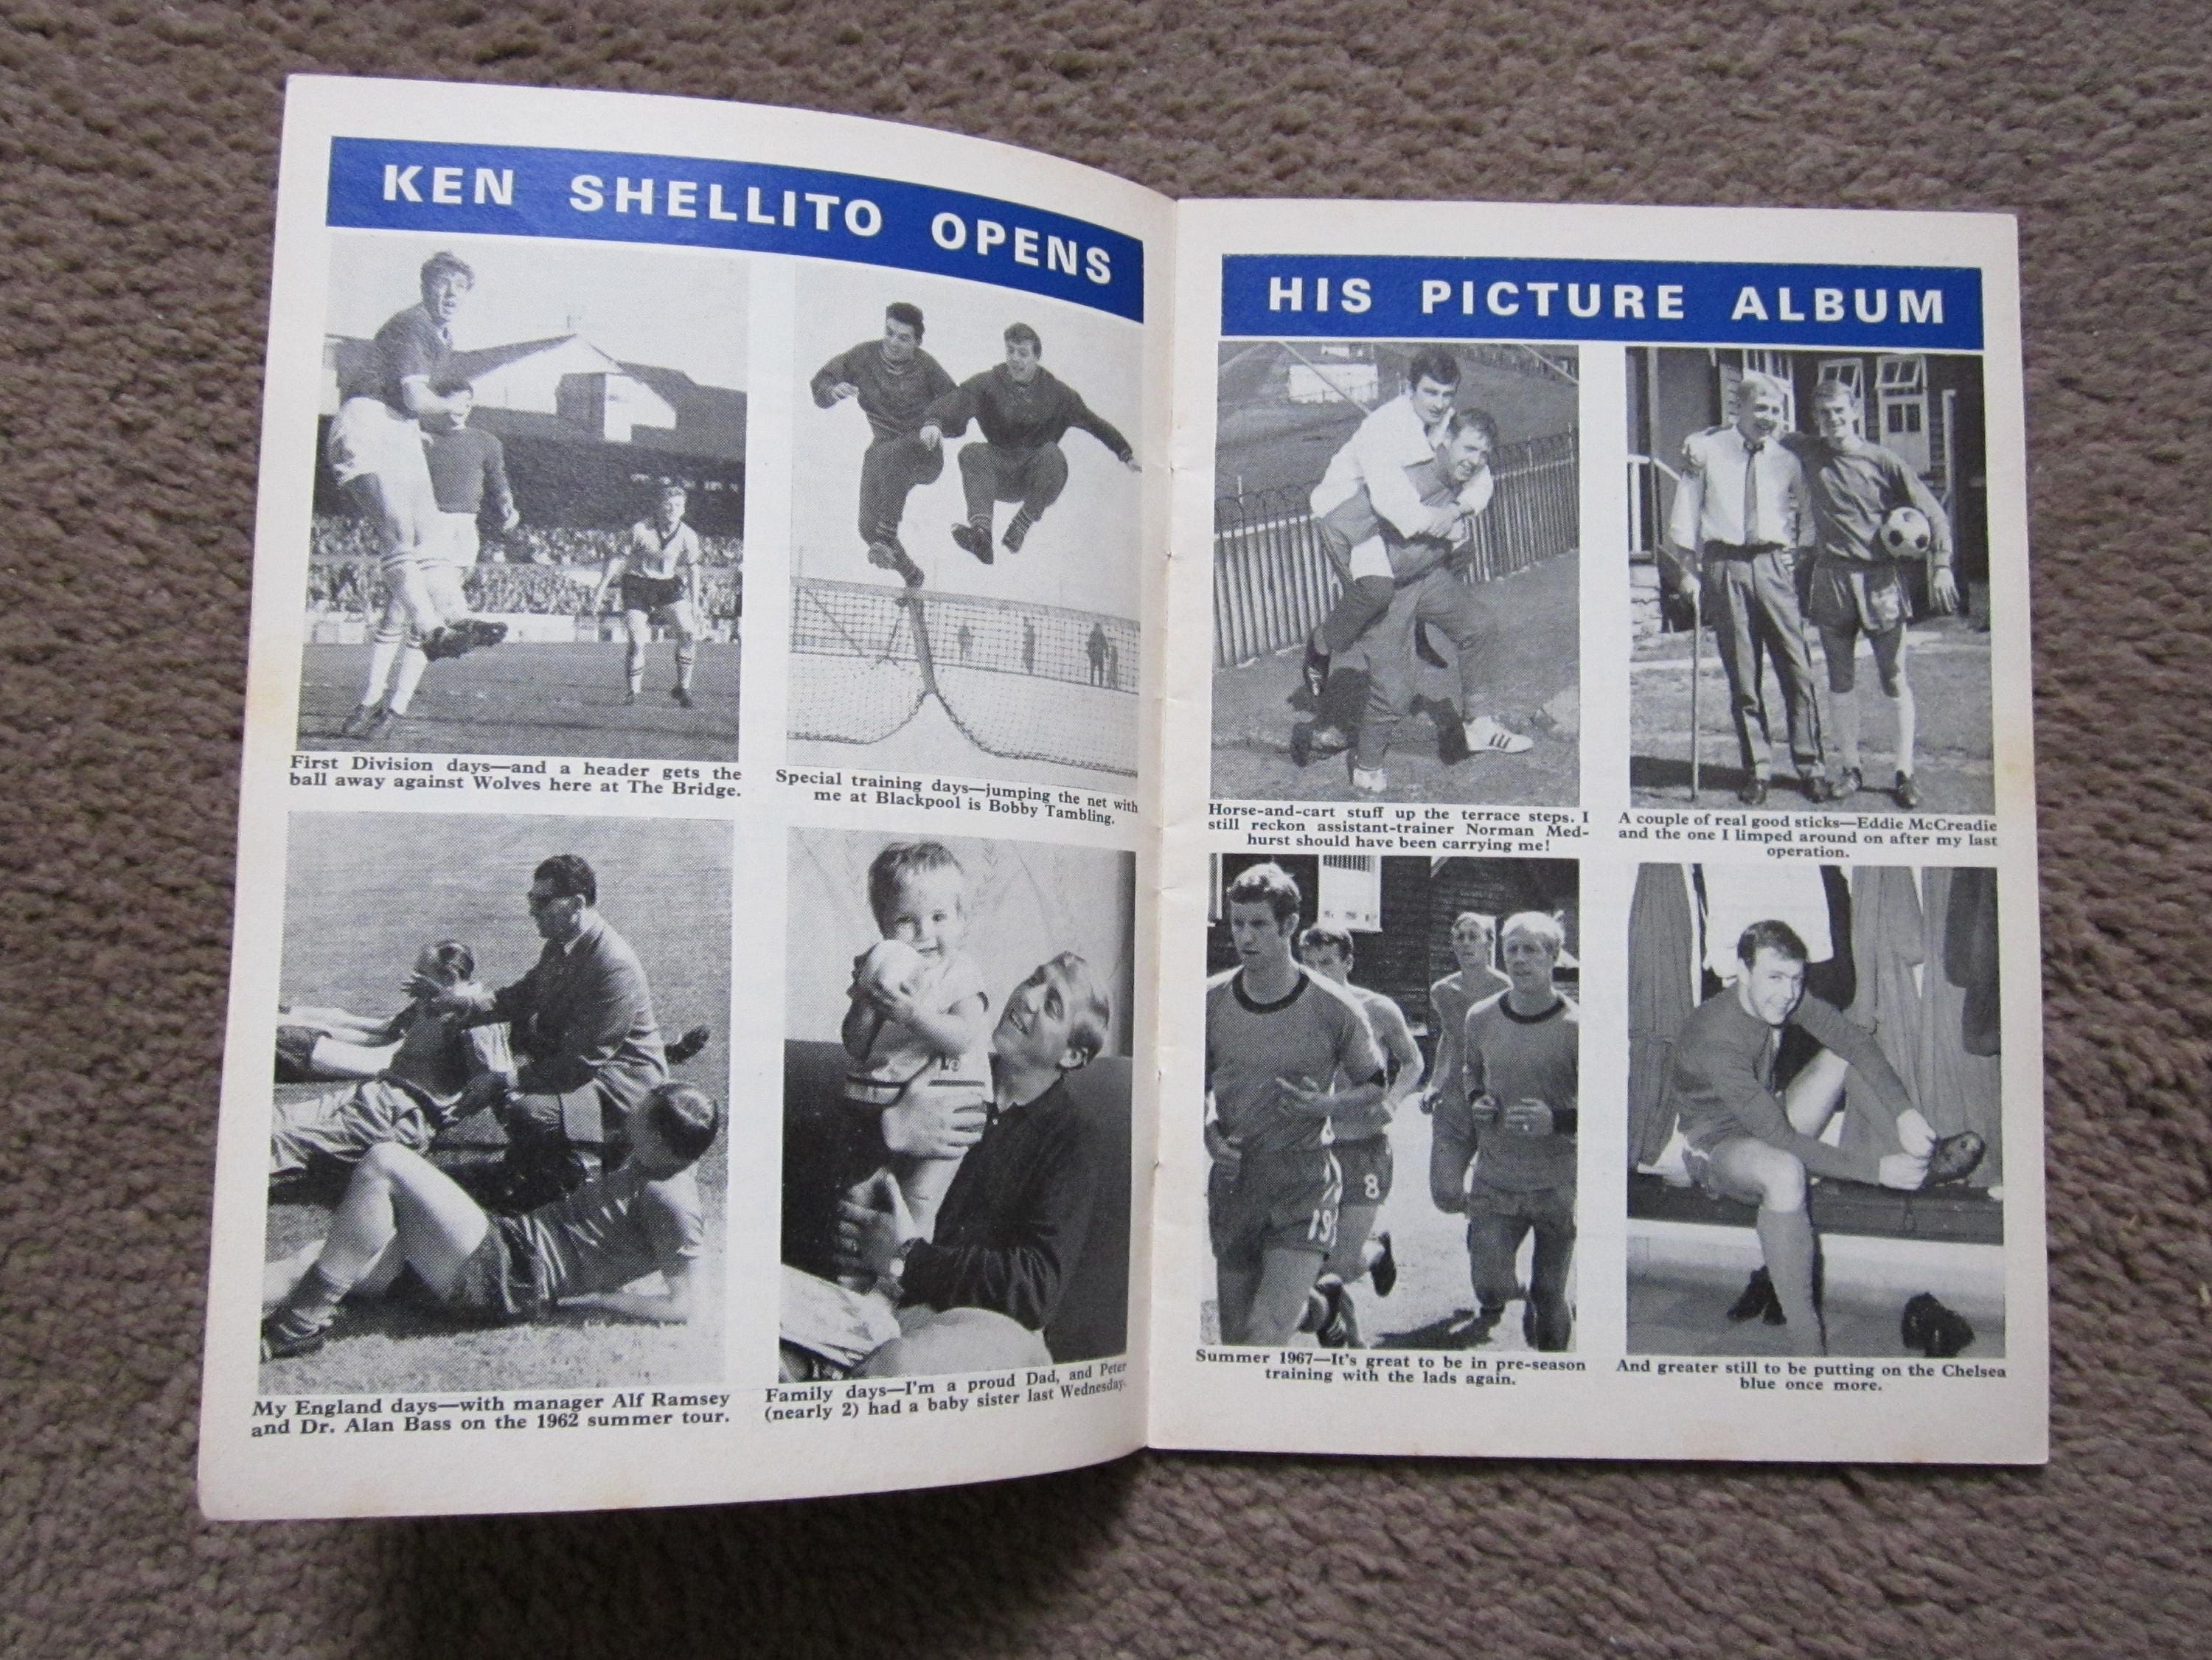 KEN SHELLITO OPENS
First Division days—and a header gets the
ball away against Wolves here at The Bridge.
Special training days—jumping the net with
me at Blackpool is Bobby Tambling.
My England days—with manager Alf Ramsey
and Dr. Alan Bass on the 1962 summer tour.
Family days—I'm a proud Dad, and Peter
(nearly 2) had a baby sister last Wednesday.
HIS PICTURE ALBUM
Horse-and-cart stuff up the terrace steps. I
still reckon assistant-trainer Norman Med-
hurst should have been carrying me!
A couple of real good sticks—Eddie McCreadie
and the one I limped around on after my last
operation.
8
19
Summer 1967—It's great to be in pre-season
training with the lads again.
And greater still to be putting on the Chelsea
blue once more.